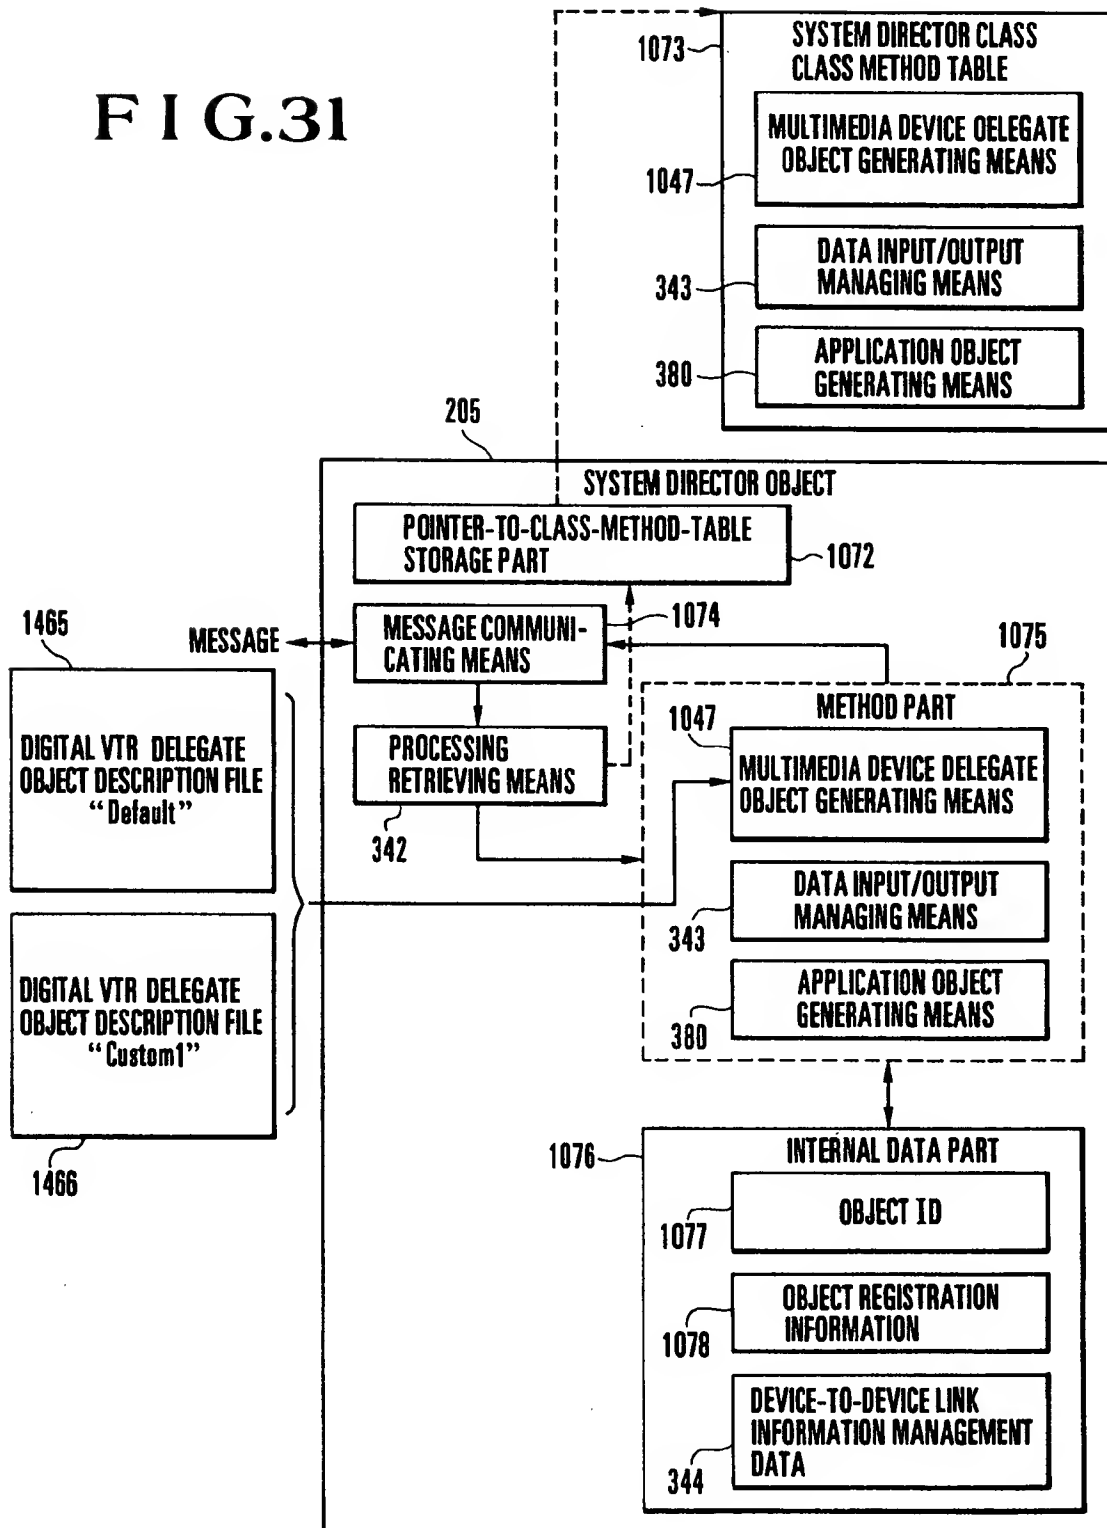 FIG.31
1073
SYSTEM DIRECTOR CLASS
CLASS METHOD TABLE
MULTIMEDIA DEVICE OELEGATE
OBJECT GENERATING MEANS
1047
DATA INPUT/OUTPUT
MANAGING MEANS
343
APPLICATION OBJECT
GENERATING MEANS
380
205
SYSTEM DIRECTOR OBJECT
POINTER-TO-CLASS-METHOD-TABLE
STORAGE PART
1072
MESSAGE
MESSAGE COMMUNI-
CATING MEANS
1074
PROCESSING
RETRIEVING MEANS
342
1465
DIGITAL VTR DELEGATE
OBJECT DESCRIPTION FILE
“Default”
DIGITAL VTR DELEGATE
OBJECT DESCRIPTION FILE
“Custom1”
1466
1075
METHOD PART
1047
MULTIMEDIA DEVICE DELEGATE
OBJECT GENERATING MEANS
DATA INPUT/OUTPUT
MANAGING MEANS
343
APPLICATION OBJECT
GENERATING MEANS
380
1076
INTERNAL DATA PART
OBJECT ID
1077
OBJECT REGISTRATION
INFORMATION
1078
DEVICE-TO-DEVICE LINK
INFORMATION MANAGEMENT
DATA
344